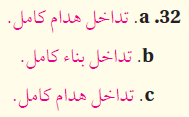 32. a. تداخل هدام كامل.
b. تداخل بناء كامل.
c. تداخل هدام كامل.